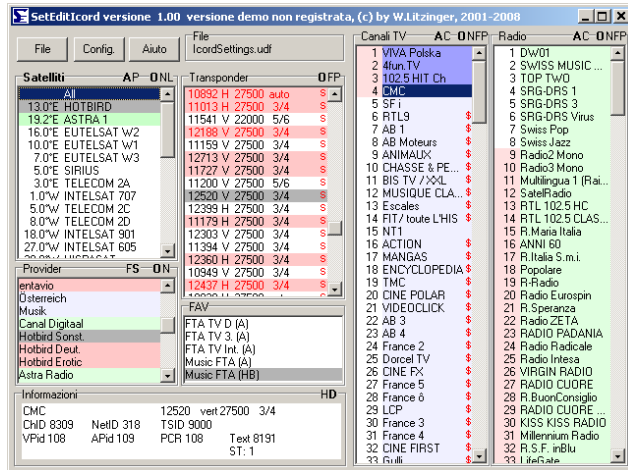 SetEditIcord versione 1.00 versione demo non registrata, (c) by W.Litzinger, 2001-2008
File
Config.
Aiuto
File
IcordSettings.udf
Satelliti AP ONL
All
13.0°E HOTBIRD
19.2°E ASTRA 1
16.0°E EUTELSAT W2
10.0°E EUTELSAT W1
7.0°E EUTELSAT W3
5.0°E SIRIUS
3.0°E TELECOM 2A
1.0°W INTELSAT 707
5.0°W TELECOM 2C
8.0°W TELECOM 2D
18.0°W INTELSAT 901
27.0°W INTELSAT 605
Transponder OFP
10892 H 27500 auto S
11013 H 27500 3/4 S
11541 V 22000 5/6 S
12188 V 27500 3/4 S
11159 V 27500 3/4 S
12713 V 27500 3/4 S
11727 V 27500 3/4 S
11200 V 27500 5/6 S
12520 V 27500 3/4 S
12399 H 27500 3/4 S
11179 H 27500 3/4 S
12303 V 27500 3/4 S
11394 V 27500 3/4 S
12360 H 27500 3/4 S
10949 V 27500 3/4 S
12437 H 27500 3/4 S
Provider FS ON
entavio
Österreich
Musik
Canal Digitaal
Hotbird Sonst.
Hotbird Deut.
Hotbird Erotic
Astra Radio
FAV
FTA TV D (A)
FTA TV 3. (A)
FTA TV Int. (A)
Music FTA (A)
Music FTA (HB)
Informazioni HD
CMC 12520 vert 27500 3/4
ChID 8309 NetID 318 TSID 9000
VPid 108 APid 109 PCR 108 Text 8191
ST: 1
Canali TV AC ONFP
1 VIVA Polska
2 4fun.TV
3 102.5 HIT Ch
4 CMC
5 SF i
6 RTL9 $
7 AB 1 $
8 AB Moteurs $
9 ANIMAUX $
10 CHASSE & PE... $
11 BIS TV / XXL $
12 MUSIQUE CLA... $
13 Escales $
14 FIT/ toute L'HIS $
15 NT1
16 ACTION $
17 MANGAS $
18 ENCYCLOPEDIA $
19 TMC $
20 CINE POLAR $
21 VIDEOCLICK $
22 AB 3 $
23 AB 4 $
24 France 2 $
25 Dorcel TV $
26 CINE FX $
27 France 5 $
28 France ô $
29 LCP $
30 France 3 $
31 France 4 $
32 CINE FIRST $
33 Gulli $
Radio AC ONFP
1 DW01
2 SWISS MUSIC ...
3 TOP TWO
4 SRG-DRS 1
5 SRG-DRS 3
6 SRG-DRS Virus
7 Swiss Pop
8 Swiss Jazz
9 Radio2 Mono
10 Radio3 Mono
11 Multilingua 1 (Rai...
12 SatelRadio
13 RTL 102.5 HC
14 RTL 102.5 CLAS...
15 R.Maria Italia
16 ANNI 60
17 R.Italia S.m.i.
18 Popolare
19 R-Radio
20 Radio Eurospin
21 R.Speranza
22 Radio ZETA
23 RADIO PADANIA
24 Radio Radicale
25 Radio Intesa
26 VIRGIN RADIO
27 RADIO CUORE
28 R.BuonConsiglio
29 RADIO CUORE ...
30 KISS KISS RADIO
31 Millennium Radio
32 R.S.F. inBlu
33 LifeGate